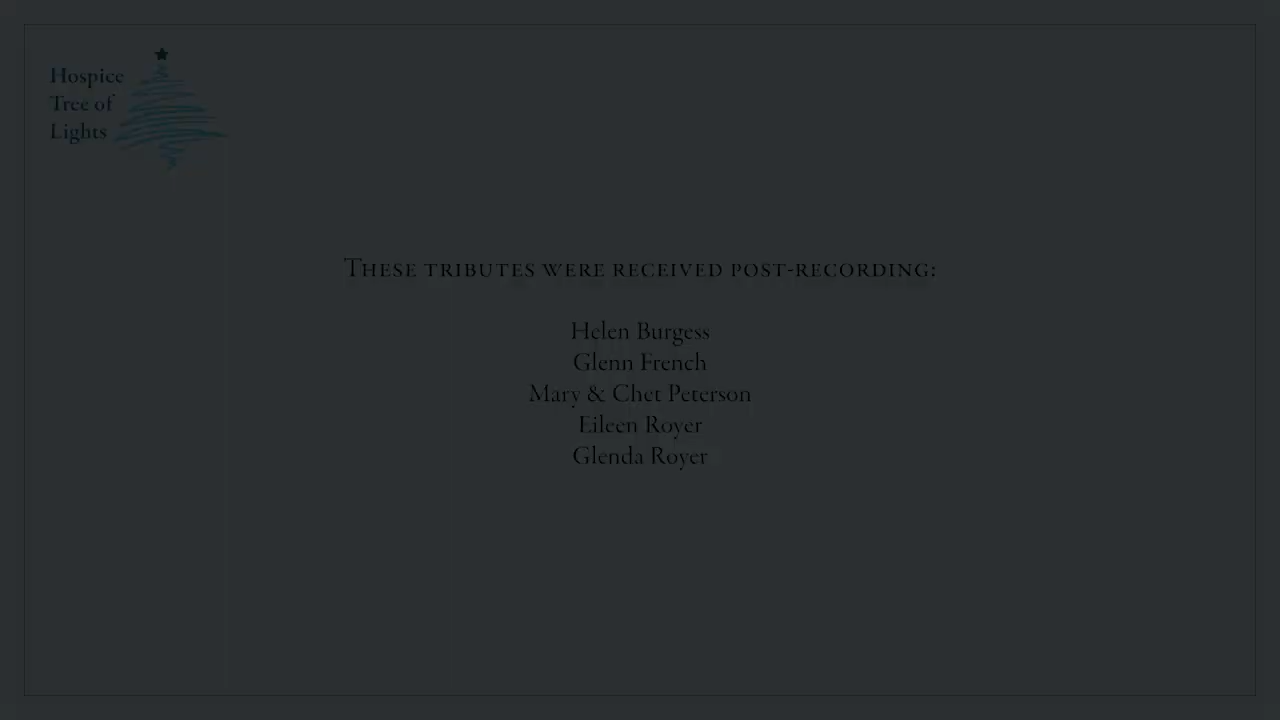 Hospice
Tree of
Lights
These tributes were received post-recording:
Helen Burgess
Glenn French
Mary & Chet Peterson
Eileen Royer
Glenda Royer